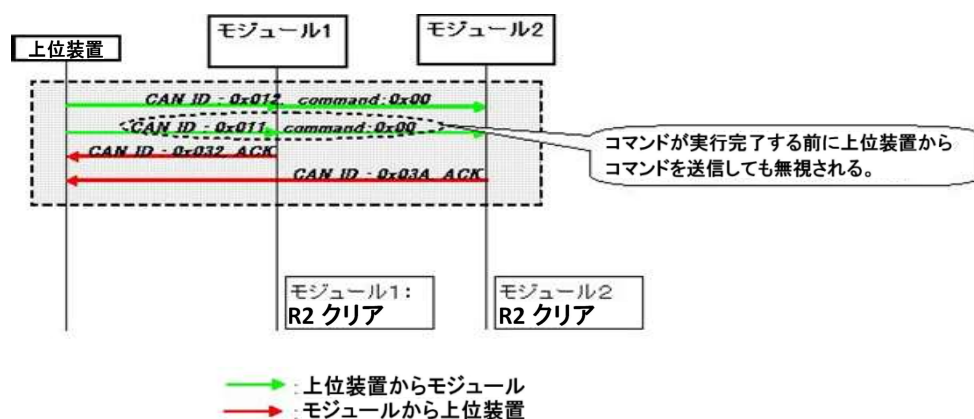 上位装置
モジュール1
モジュール2
CAN ID : 0x012, command:0x00
CAN ID : 0x011, command:0x00
CAN ID : 0x032, ACK
CAN ID : 0x03A, ACK
コマンドが実行完了する前に上位装置から
コマンドを送信しても無視される。
モジュール1:
R2 クリア
モジュール2
R2 クリア
:上位装置からモジュール
:モジュールから上位装置